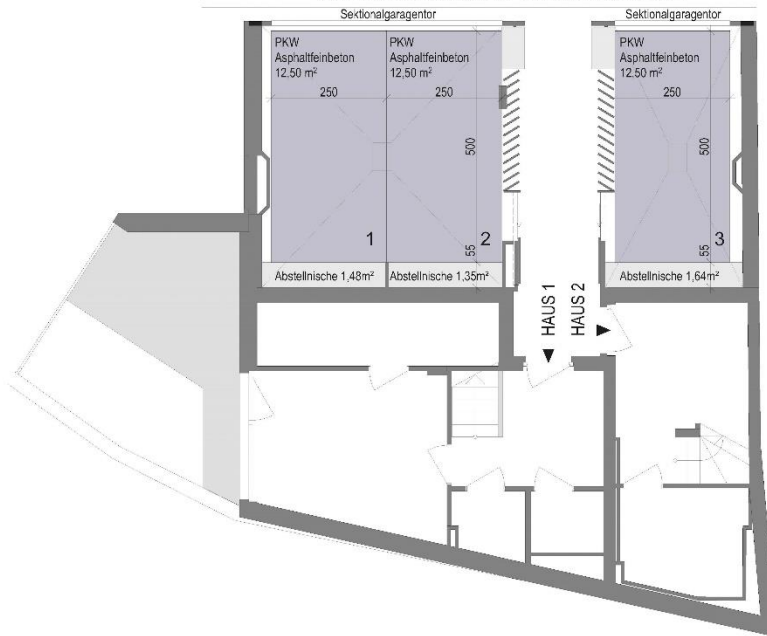 Sektionalgaragentor
Sektionalgaragentor
PKW
Asphaltfeinbeton
12,50 m²
PKW
Asphaltfeinbeton
12,50 m²
PKW
Asphaltfeinbeton
12,50 m²
250
250
250
500
500
1
2
3
55
55
Abstellnische 1,48m²
Abstellnische 1,35m²
Abstellnische 1,64m²
HAUS 1
HAUS 2